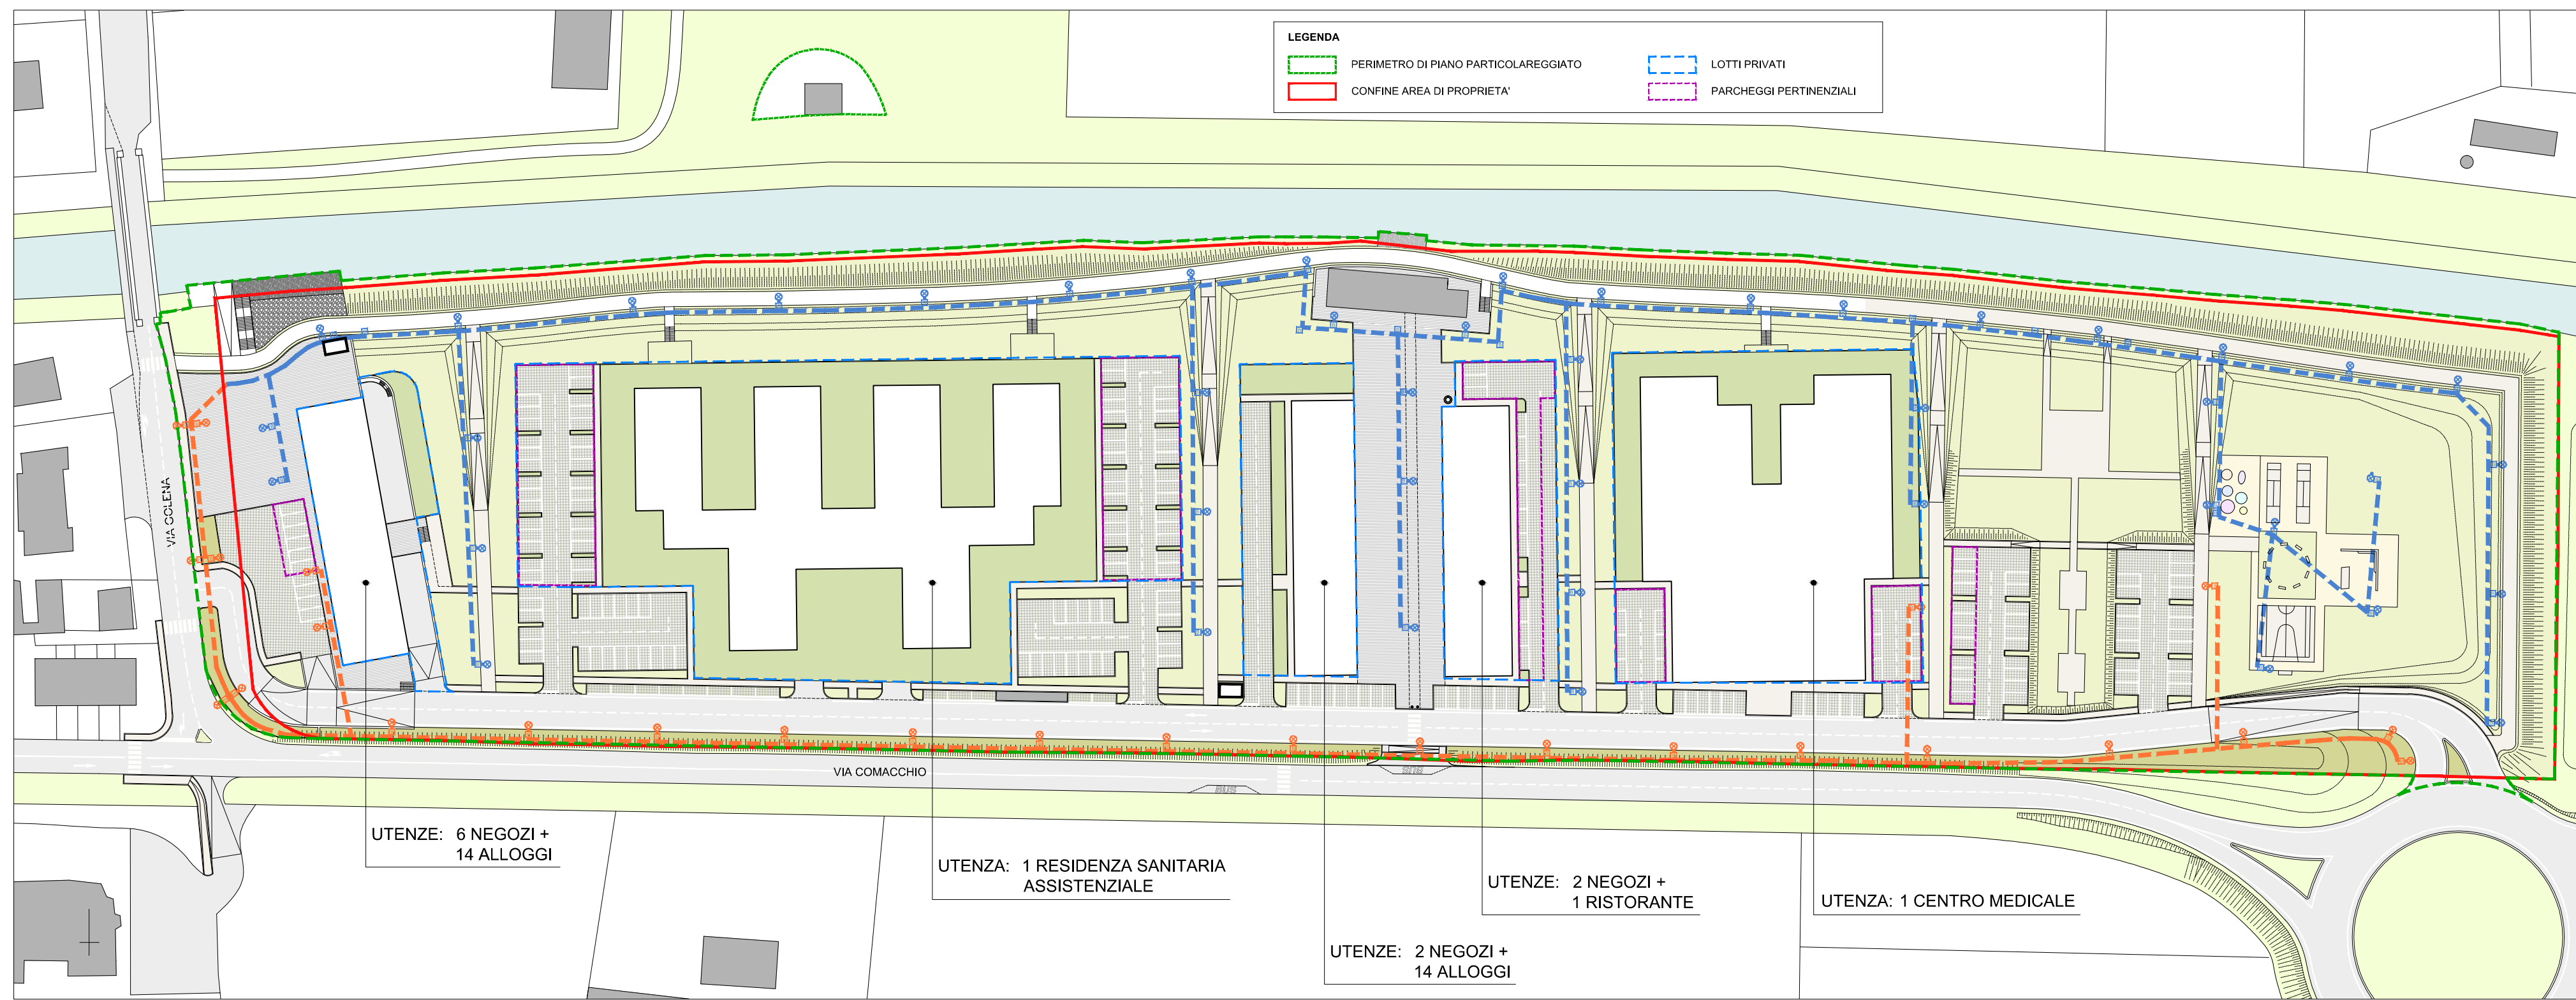 LEGENDA
PERIMETRO DI PIANO PARTICOLAREGGIATO
LOTTI PRIVATI
CONFINE AREA DI PROPRIETA'
PARCHEGGI PERTINENZIALI
VIA COLENA
VIA COMACCHIO
BUS
BUS
UTENZE: 6 NEGOZI +
14 ALLOGGI
UTENZA: 1 RESIDENZA SANITARIA
ASSISTENZIALE
UTENZE: 2 NEGOZI +
1 RISTORANTE
UTENZA: 1 CENTRO MEDICALE
UTENZE: 2 NEGOZI +
14 ALLOGGI